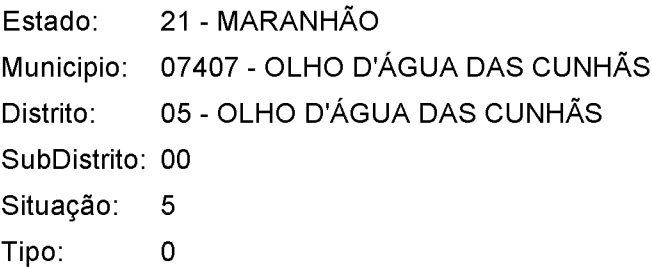 Estado: 21 - MARANHÃO
Municipio: 07407 - OLHO D'ÁGUA DAS CUNHÃS
Distrito: 05 - OLHO D'ÁGUA DAS CUNHÃS
SubDistrito: 00
Situação: 5
Tipo: 0